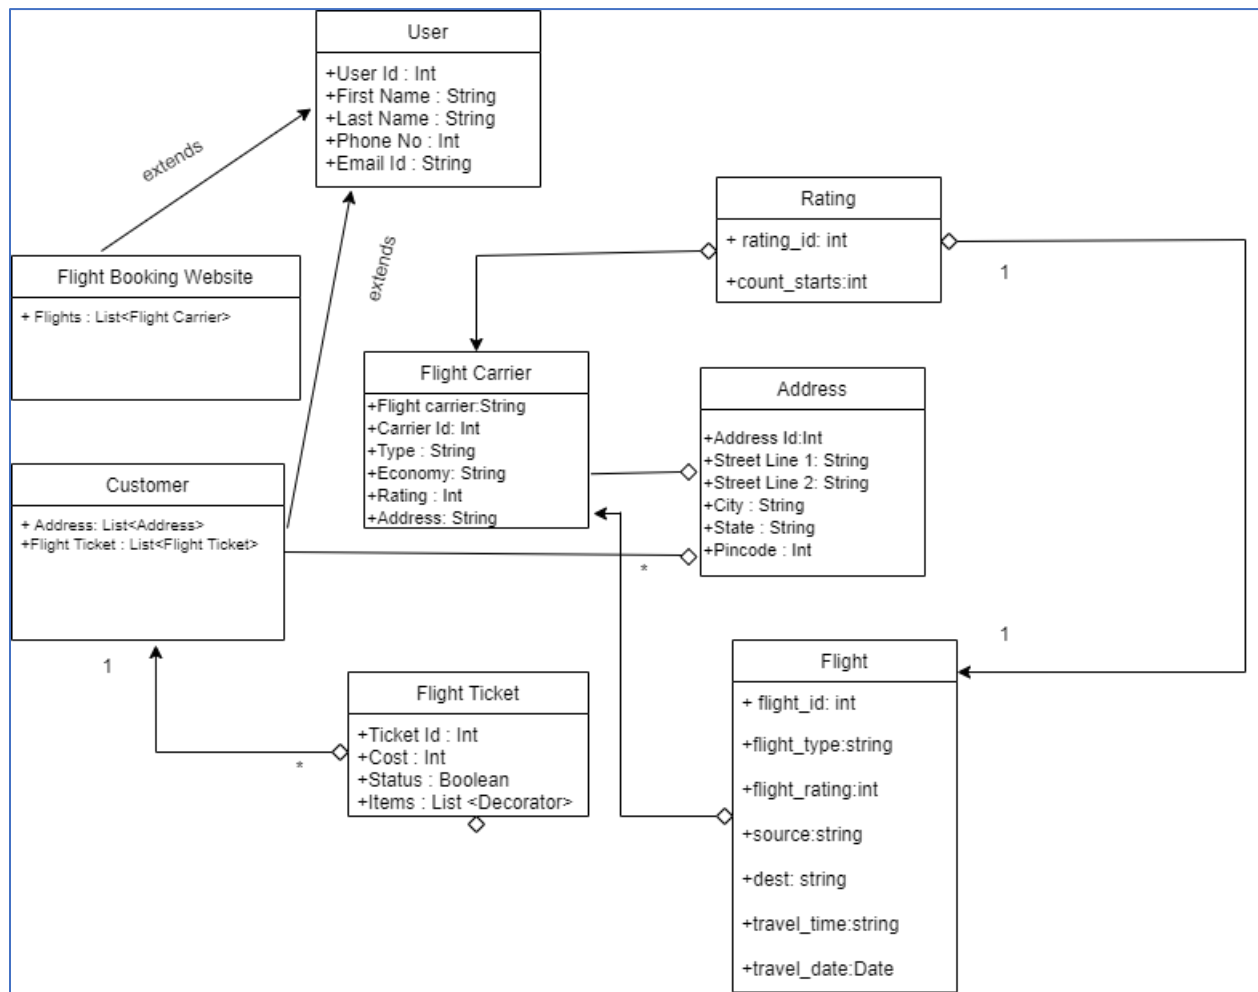 User
+User Id : Int
+First Name : String
+Last Name : String
+Phone No : Int
+Email Id : String
extends
extends
Flight Booking Website
+ Flights : List<Flight Carrier>
Rating
+ rating_id: int
+count_starts:int
1
Flight Carrier
+Flight carrier:String
+Carrier Id: Int
+Type : String
+Economy: String
+Rating : Int
+Address: String
Address
+Address Id:Int
+Street Line 1: String
+Street Line 2: String
+City : String
+State : String
+Pincode : Int
Customer
+ Address: List<Address>
+Flight Ticket : List<Flight Ticket>
*
1
1
*
Flight Ticket
+Ticket Id : Int
+Cost : Int
+Status : Boolean
+Items : List <Decorator>
Flight
+ flight_id: int
+flight_type:string
+flight_rating:int
+source:string
+dest: string
+travel_time:string
+travel_date:Date